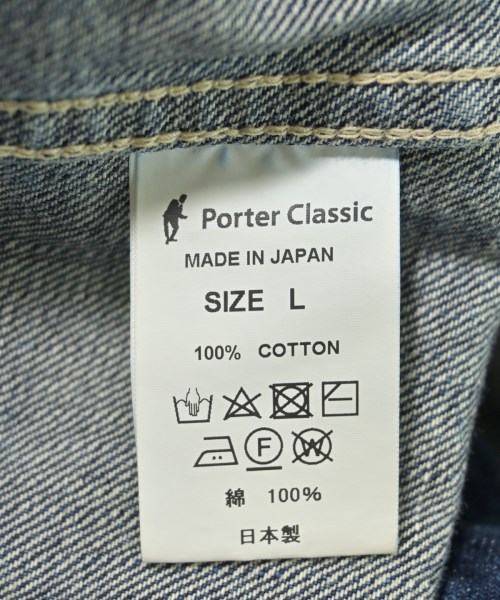 Porter Classic
MADE IN JAPAN
SIZE L
100% COTTON
F W
綿 100%
日本製